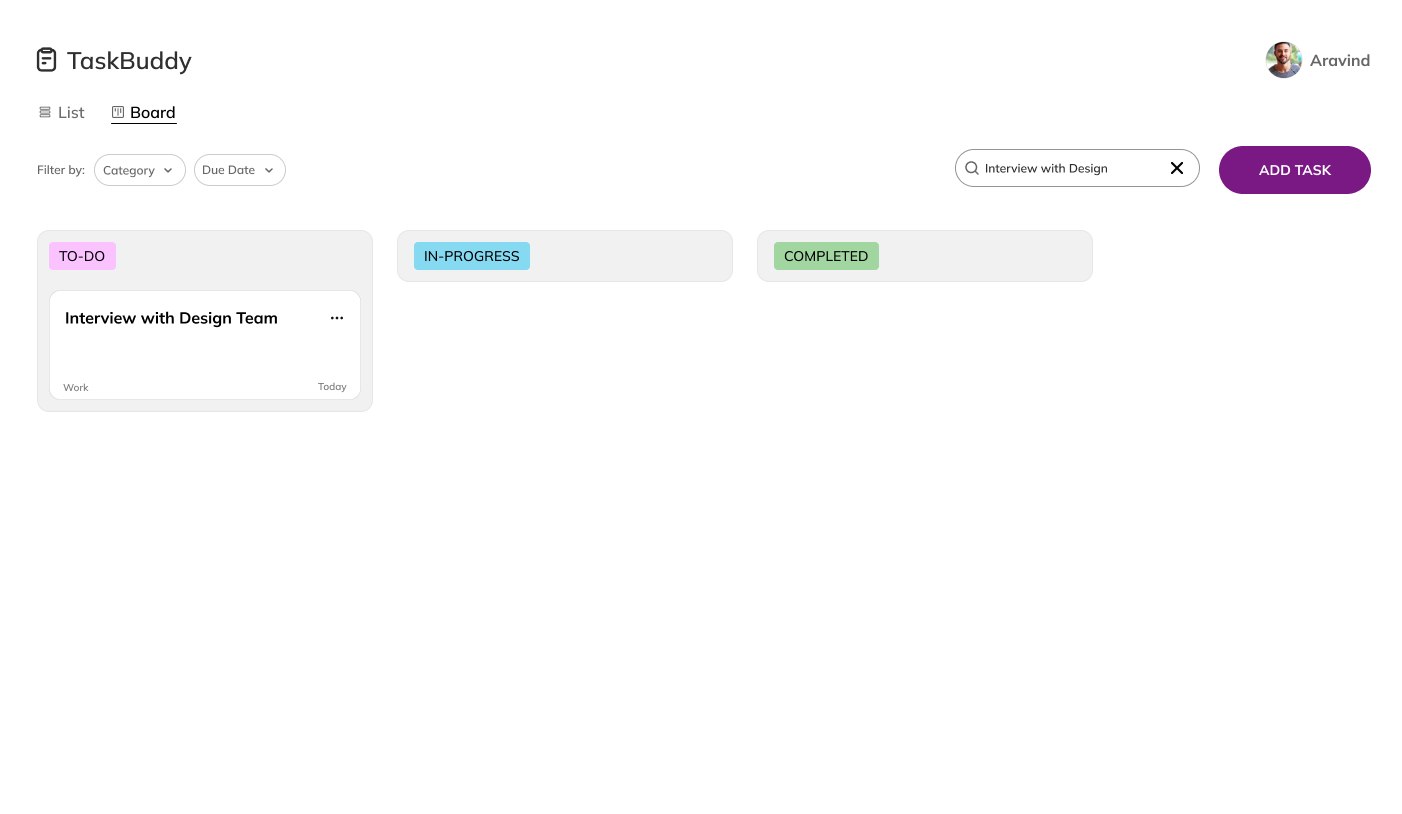 TaskBuddy
Aravind
List
Board
Filter by:
Category
Due Date
Interview with Design
ADD TASK
TO-DO
IN-PROGRESS
COMPLETED
Interview with Design Team
Work
Today